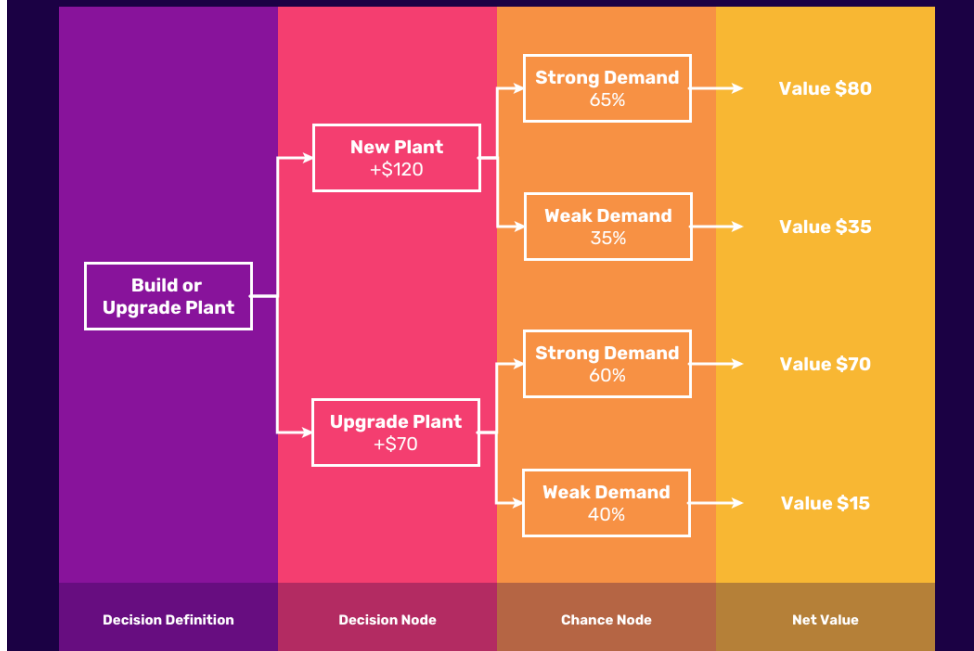 Build or
Upgrade Plant
New Plant
+$120
Upgrade Plant
+$70
Strong Demand
65%
Weak Demand
35%
Strong Demand
60%
Weak Demand
40%
Value $80
Value $35
Value $70
Value $15
Decision Definition
Decision Node
Chance Node
Net Value